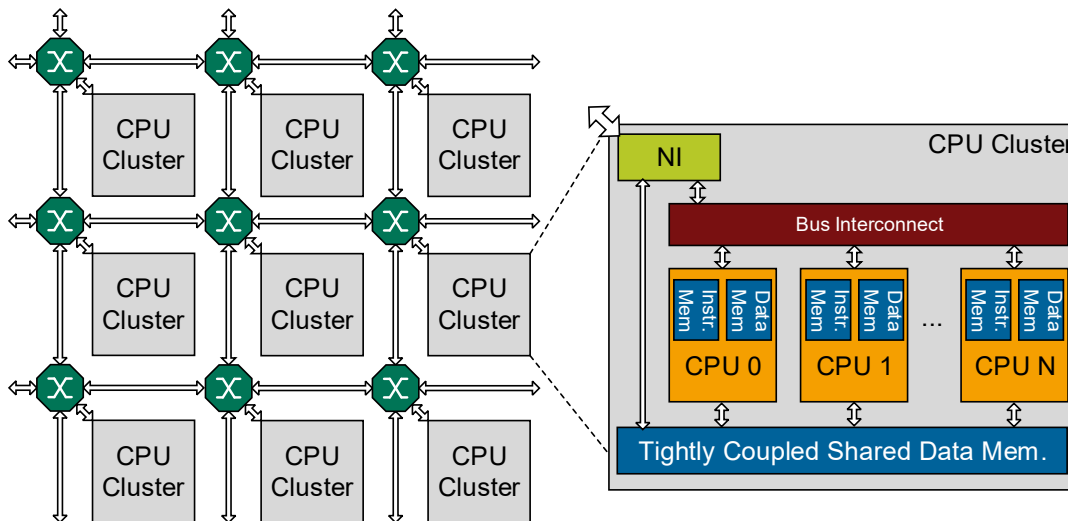 CPU
Cluster
CPU
Cluster
CPU
Cluster
CPU
Cluster
CPU
Cluster
CPU
Cluster
CPU
Cluster
CPU
Cluster
CPU
Cluster
CPU Cluster
NI
Bus Interconnect
Instr.
Mem
Data
Mem
CPU 0
Instr.
Mem
Data
Mem
CPU 1
...
Instr.
Mem
Data
Mem
CPU N
Tightly Coupled Shared Data Mem.